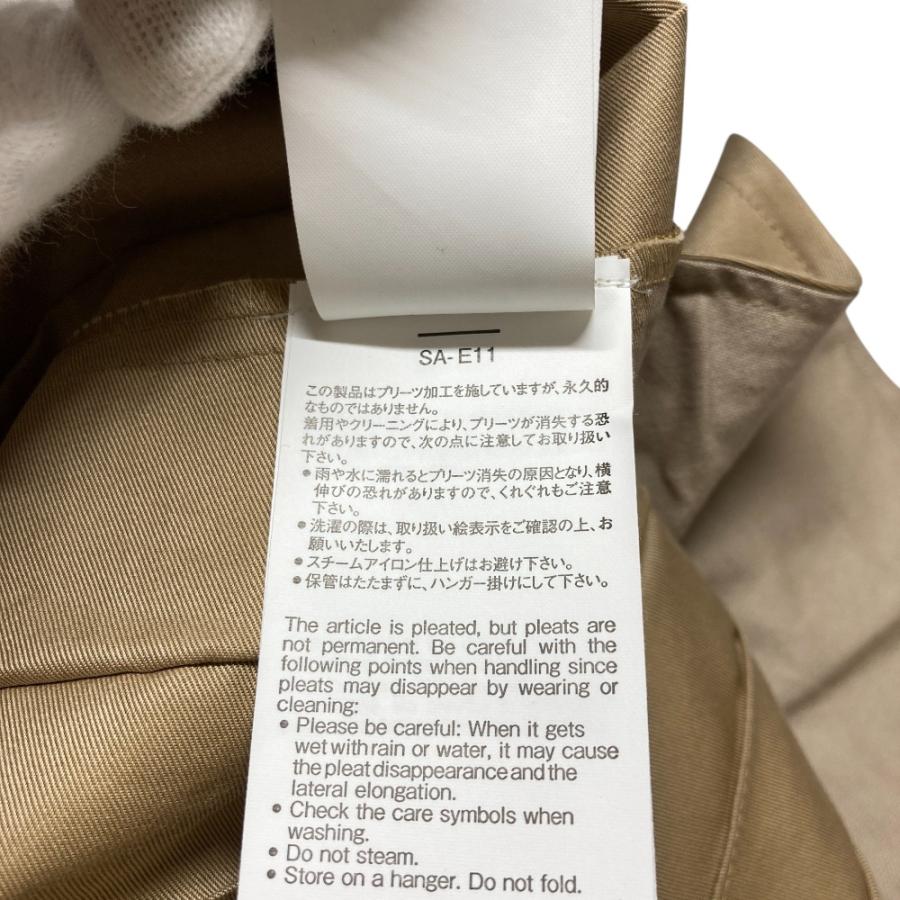 SA-E11
この製品はプリーツ加工を施していますが、永久的
なものではありません。
着用やクリーニングにより、プリーツが消失する恐
れがありますので、次の点に注意してお取り扱い
下さい。
● 雨や水に濡れるとプリーツ消失の原因となり、横
伸びの恐れがありますので、くれぐれもご注意
下さい。
● 洗濯の際は、取り扱い絵表示をご確認の上、お
願いいたします。
● スチームアイロン仕上げはお避け下さい。
● 保管はたたまずに、ハンガー掛けにして下さい。
The article is pleated, but pleats are
not permanent. Be careful with the
following points when handling since
pleats may disappear by wearing or
cleaning:
● Please be careful: When it gets
wet with rain or water, it may cause
the pleat disappearance and the
lateral elongation.
● Check the care symbols when
washing.
● Do not steam.
● Store on a hanger. Do not fold.